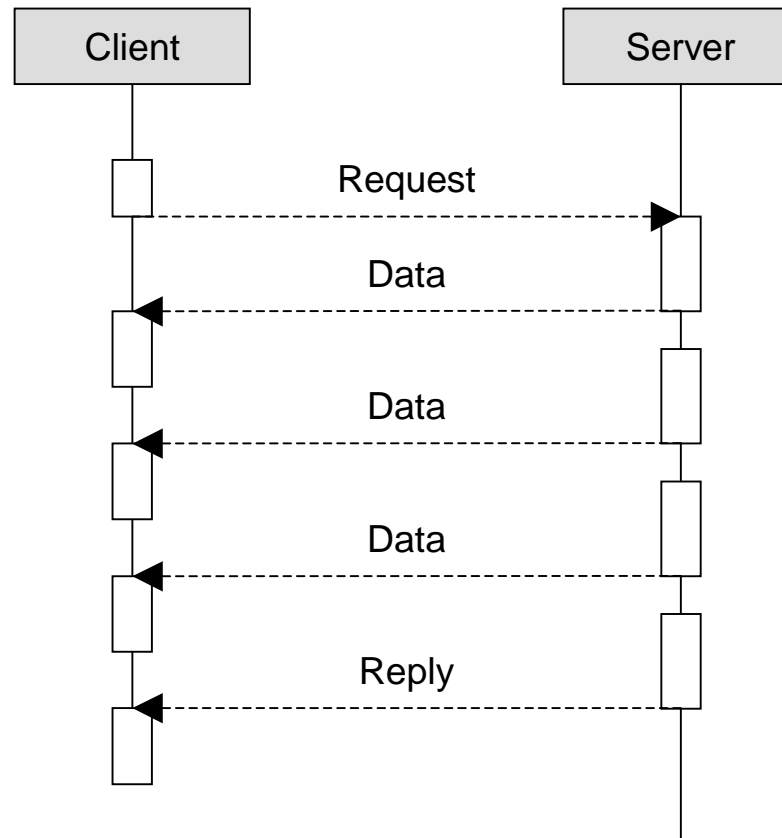 Client
Server
Request
Data
Data
Data
Reply